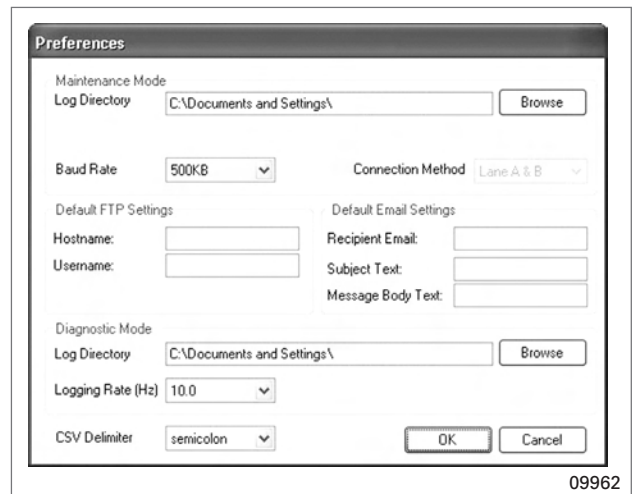 Preferences
Maintenance Mode
Log Directory C:\Documents and Settings\ Browse
Baud Rate 500KB Connection Method Lane A & B
Default FTP Settings Default Email Settings
Hostname: Recipient Email:
Username: Subject Text:
Message Body Text:
Diagnostic Mode
Log Directory C:\Documents and Settings\ Browse
Logging Rate (Hz) 10.0
CSV Delimiter semicolon OK Cancel
09962